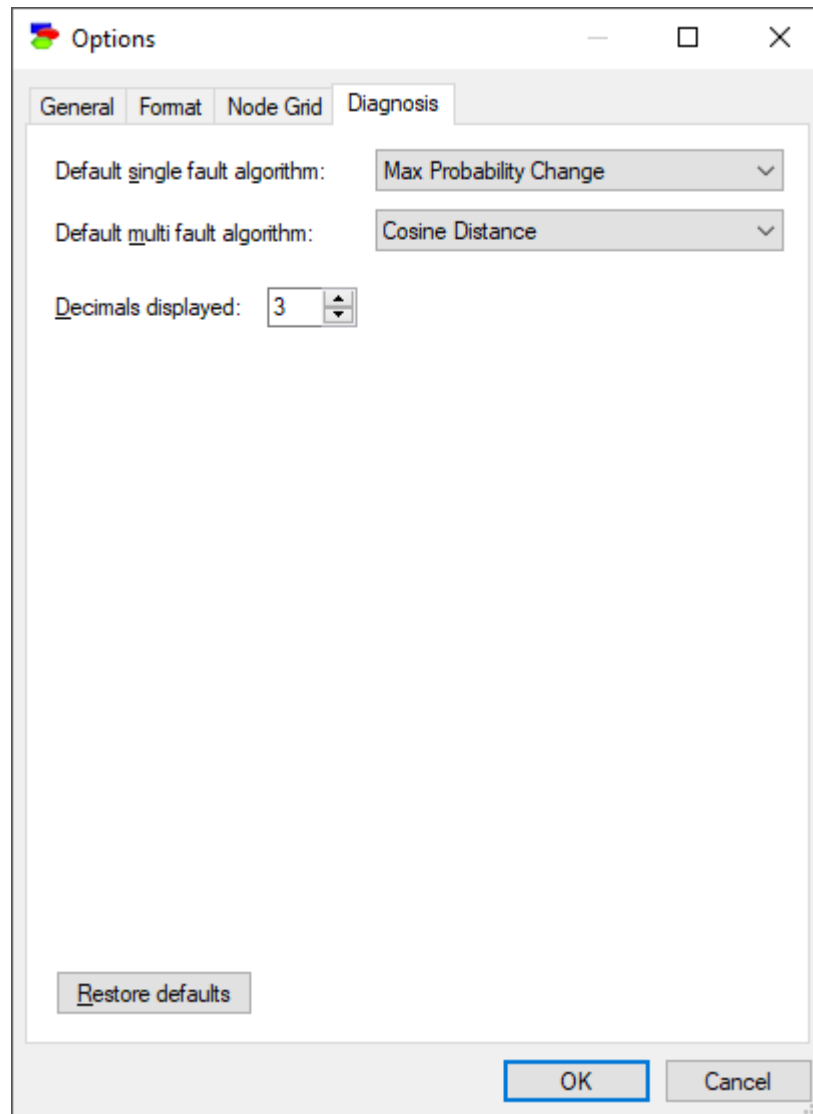 Options
General Format Node Grid Diagnosis
Default single fault algorithm: Max Probability Change
Default multi fault algorithm: Cosine Distance
Decimals displayed: 3
Restore defaults
OK Cancel